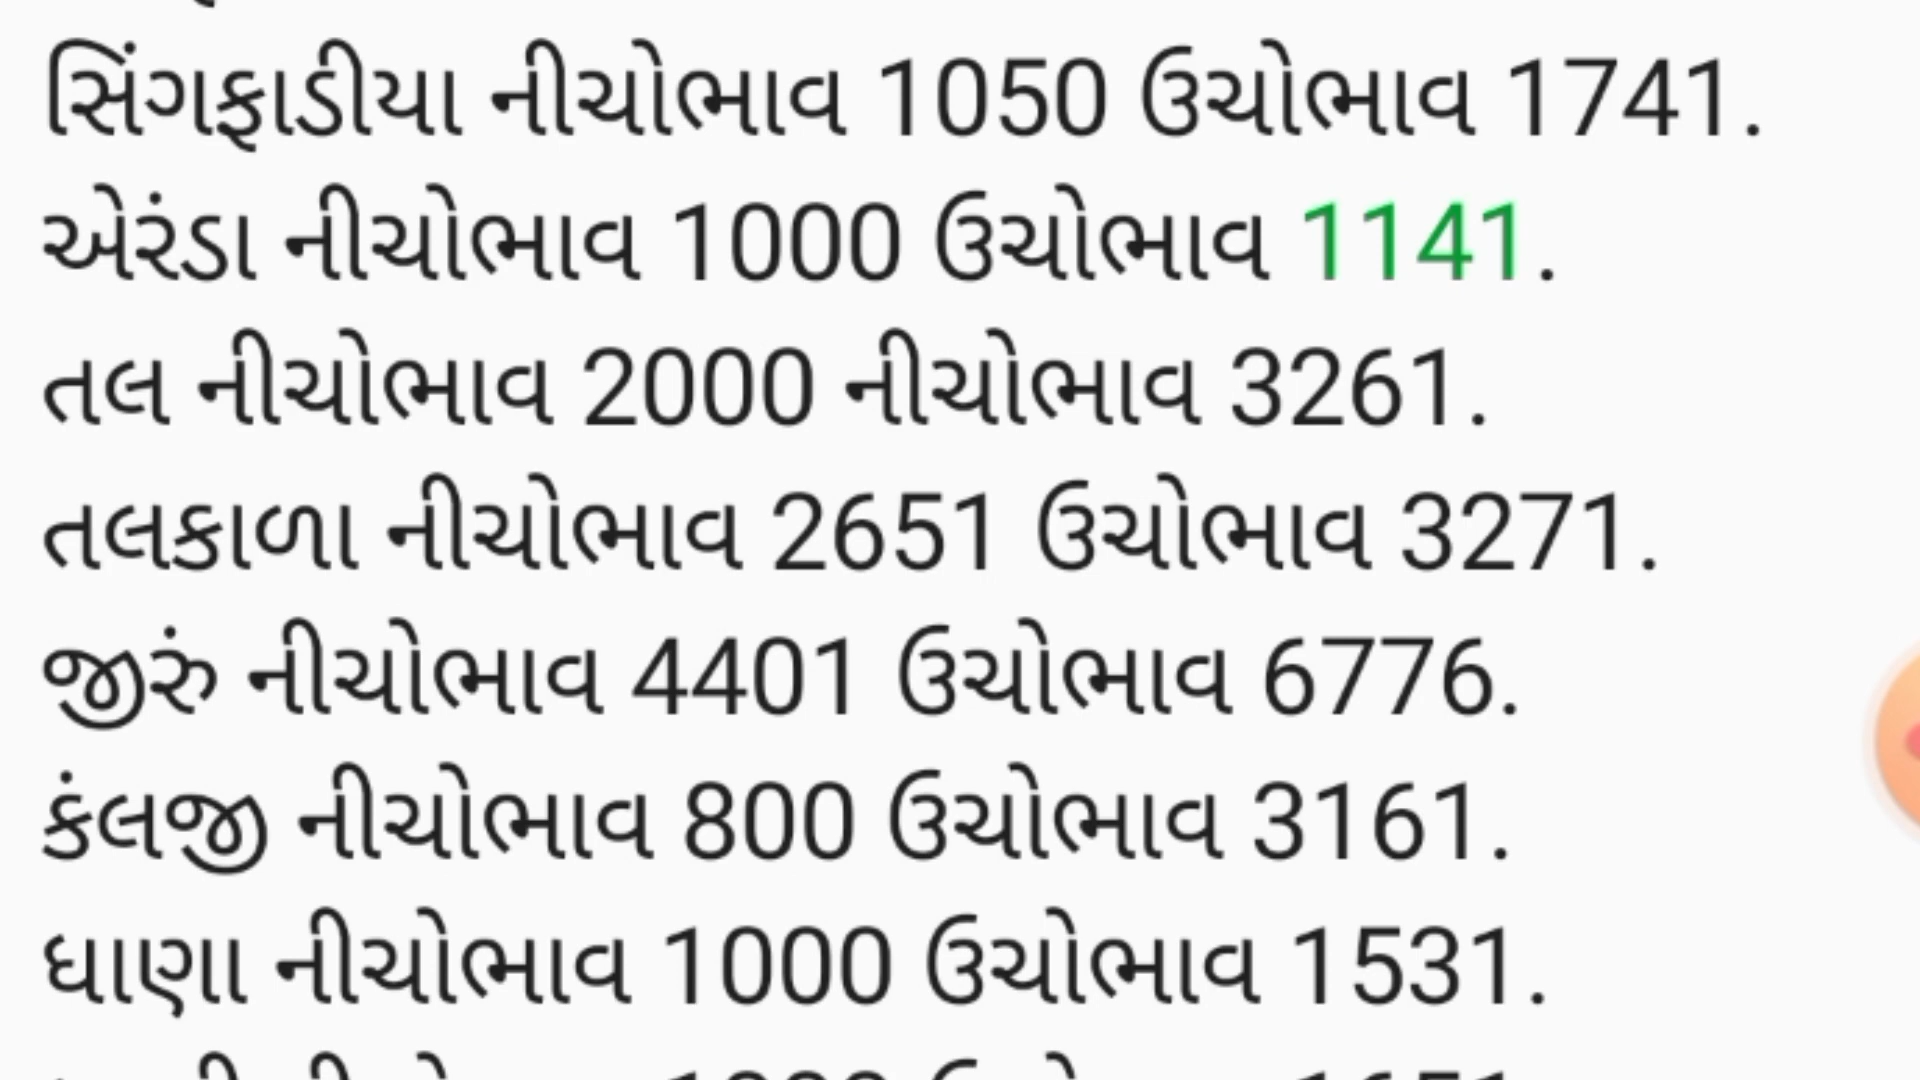 સિંગફાડીયા નીચોભાવ 1050 ઉચોભાવ 1741.
એરંડા નીચોભાવ 1000 ઉચોભાવ 1141.
તલ નીચોભાવ 2000 નીચોભાવ 3261.
તલકાળા નીચોભાવ 2651 ઉચોભાવ 3271.
જીરું નીચોભાવ 4401 ઉચોભાવ 6776.
કંલજી નીચોભાવ 800 ઉચોભાવ 3161.
ધાણા નીચોભાવ 1000 ઉચોભાવ 1531.